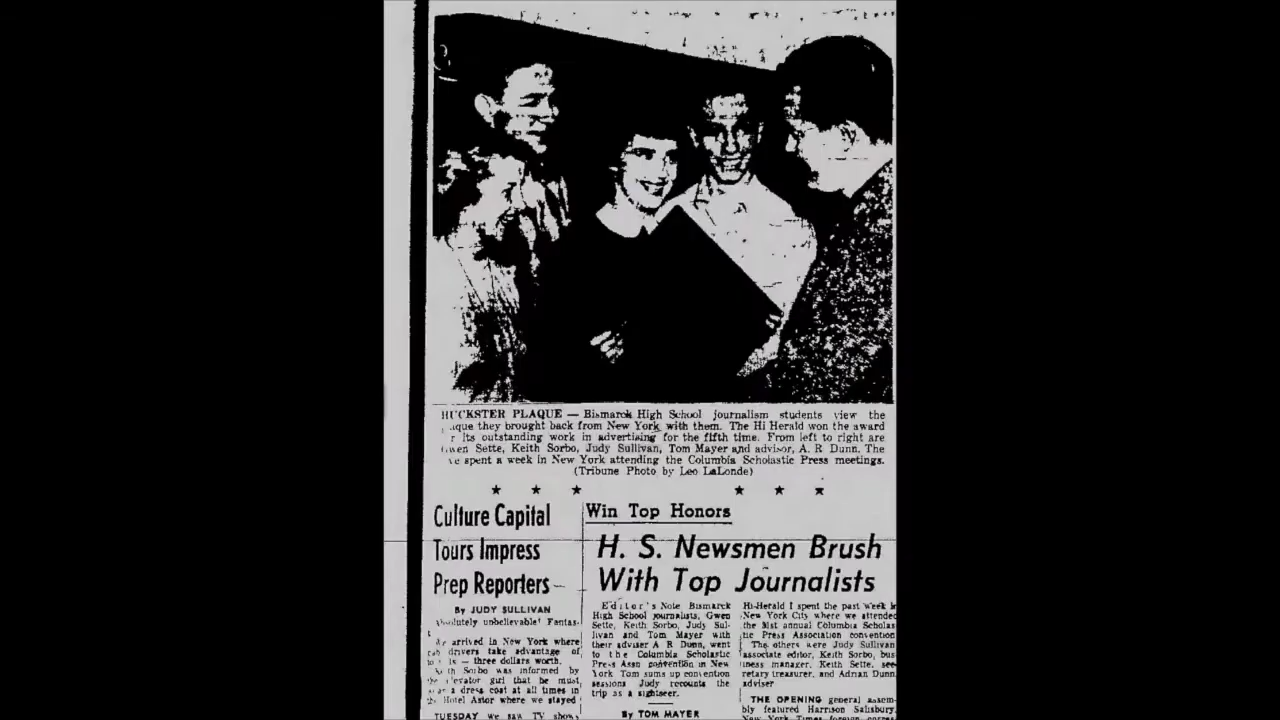 HUCKSTER PLAQUE — Bismarck High School journalism students view the
aque they brought back from New York with them. The Hi Herald won the award
r its outstanding work in advertising for the fifth time. From left to right are
Gwen Sette, Keith Sorbo, Judy Sullivan, Tom Mayer and advisor, A. R Dunn. The
ve spent a week in New York attending the Columbia Scholastic Press meetings.
(Tribune Photo by Leo LaLonde)
★ ★ ★ ★ ★ ★
Culture Capital
Tours Impress
Prep Reporters—
By JUDY SULLIVAN
Absolutely unbelievable! Fantas-
arrived in New York where
cab drivers take advantage of
— three dollars worth.
Sorbo was informed by
the elevator girl that he must
a dress coat at all times in
Hotel Astor where we stayed
TUESDAY we saw TV shows
Win Top Honors
H. S. Newsmen Brush
With Top Journalists
Editor's Note Bismarck
High School journalists, Gwen
Sette, Keith Sorbo, Judy Sul-
livan and Tom Mayer with
their adviser A R Dunn, went
to the Columbia Scholastic
Press Assn convention in New
York Tom sums up convention
sessions Judy recounts the
trip as a sightseer.
By TOM MAYER
Hi-Herald I spent the past week in
New York City where we attended
the 31st annual Columbia Scholas
tic Press Association convention
The others were Judy Sullivan
associate editor, Keith Sorbo, bus
iness manager, Keith Sette, sec
retary treasurer, and Adrian Dunn,
adviser
THE OPENING general assem-
bly featured Harrison Salisbury,
New York Times foreign corres